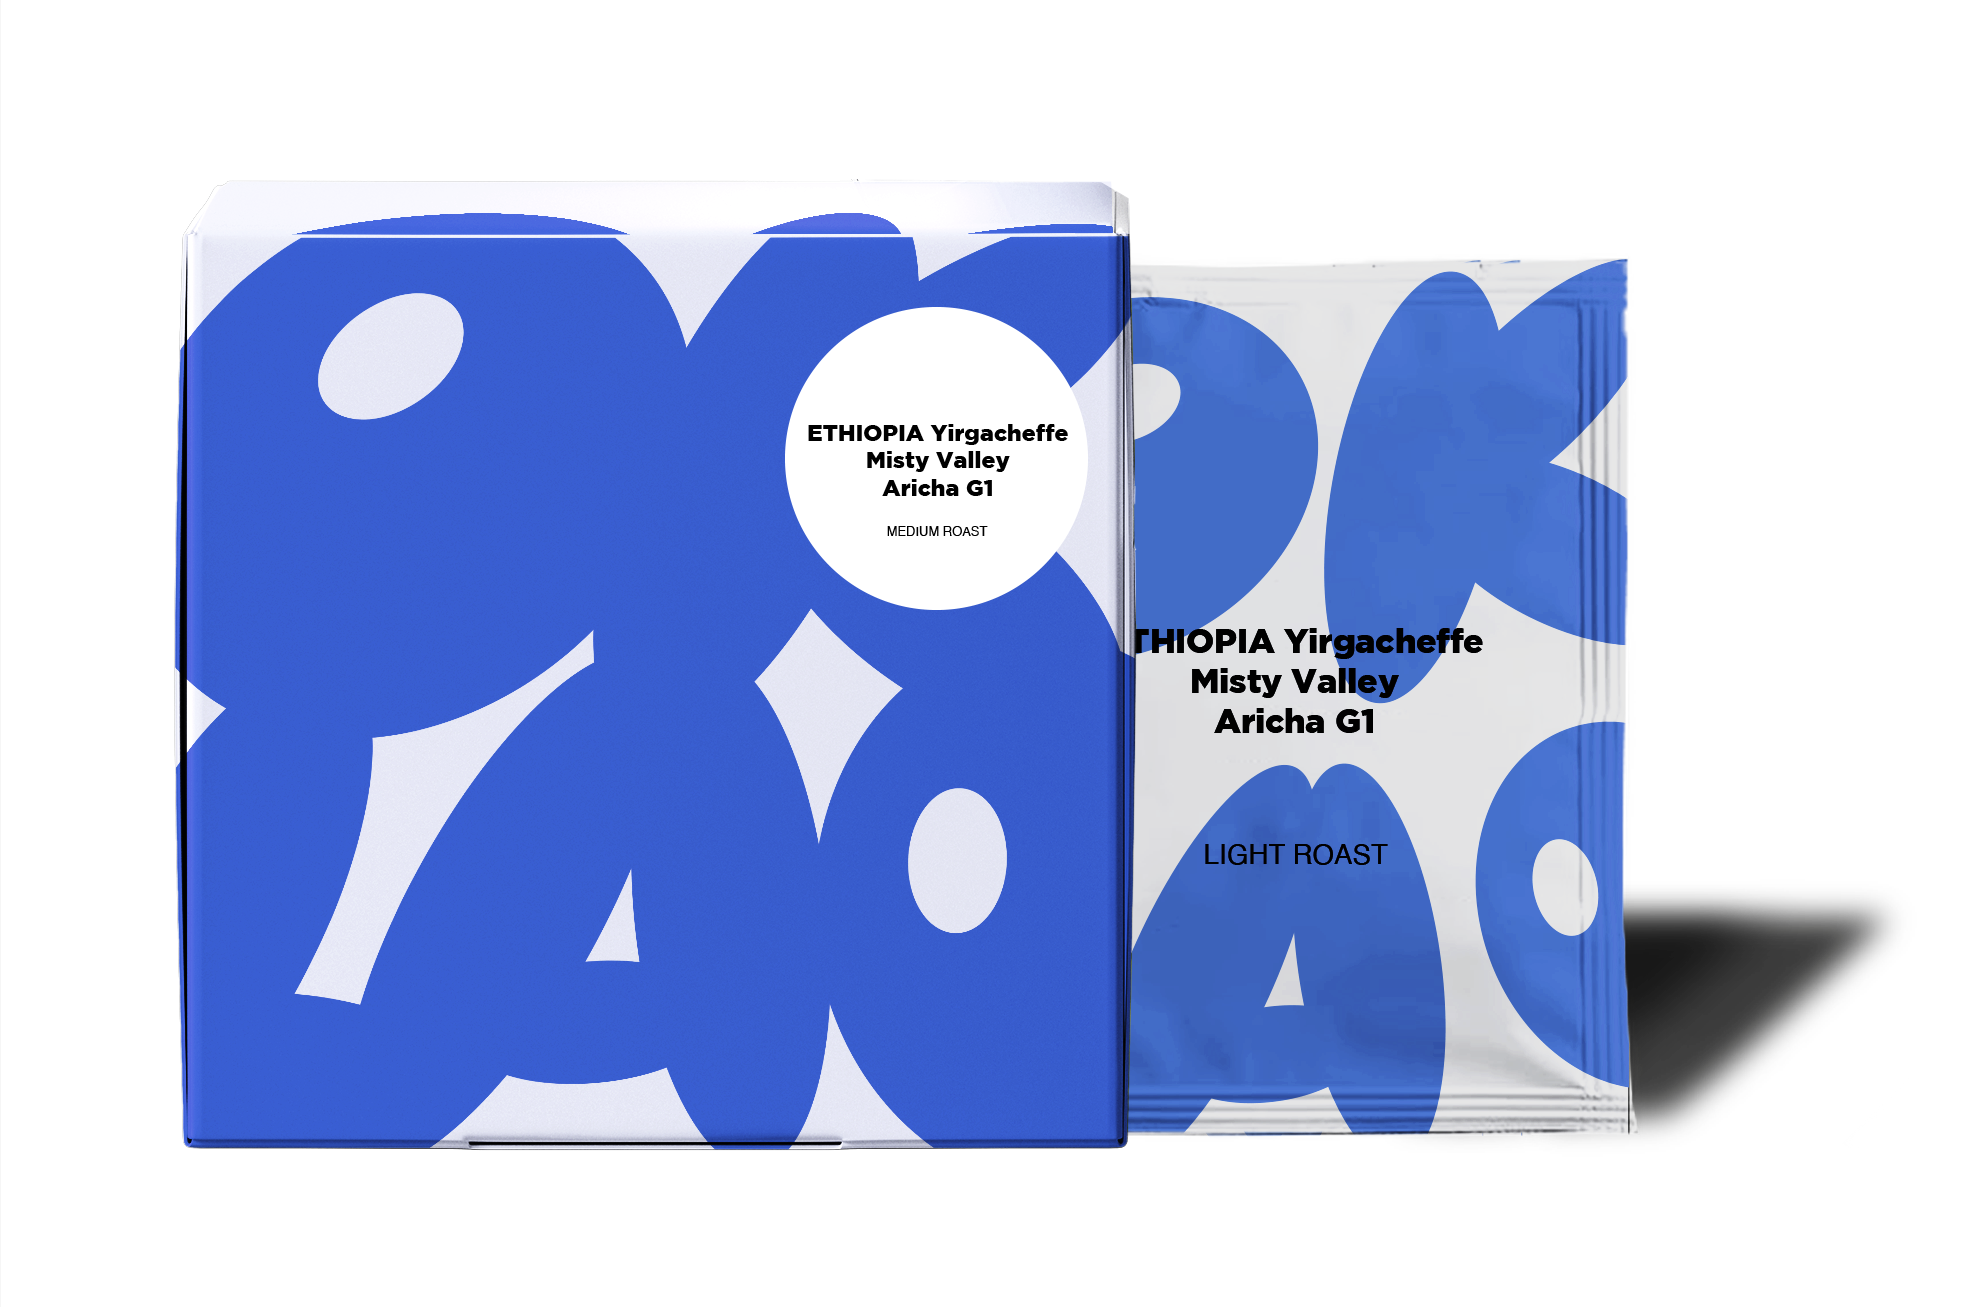 ETHIOPIA Yirgacheffe
Misty Valley
Aricha G1
MEDIUM ROAST
THIOPIA Yirgacheffe
Misty Valley
Aricha G1
LIGHT ROAST